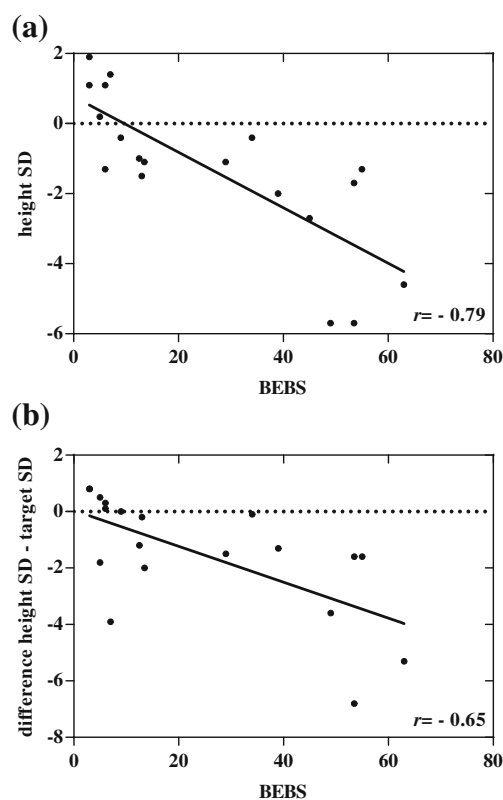 (a)
2
0
-2
-4
-6
height SD
r= - 0.79
0 20 40 60 80
BEBS
(b)
2
0
-2
-4
-6
-8
difference height SD - target SD
r= - 0.65
0 20 40 60 80
BEBS